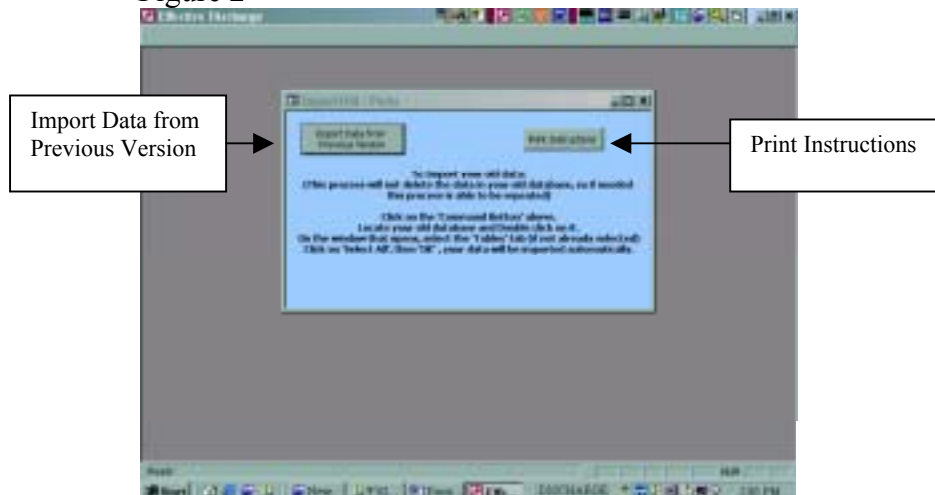 Figure 2
Effective Discharge
Import Data from
Previous Version
Print Instructions
Import Data from
Previous Version
Print Instructions
To import your old data:
(This process will not delete the data in your old database, so if needed
this process is able to be repeated)
Click on the 'Command Button' above.
Locate your old database and Double click on it.
On the window that opens, select the 'Tables' tab (if not already selected)
Click on 'Select All', then 'OK', your data will be imported automatically.
Ready
NUM
Start
DISCHARGE